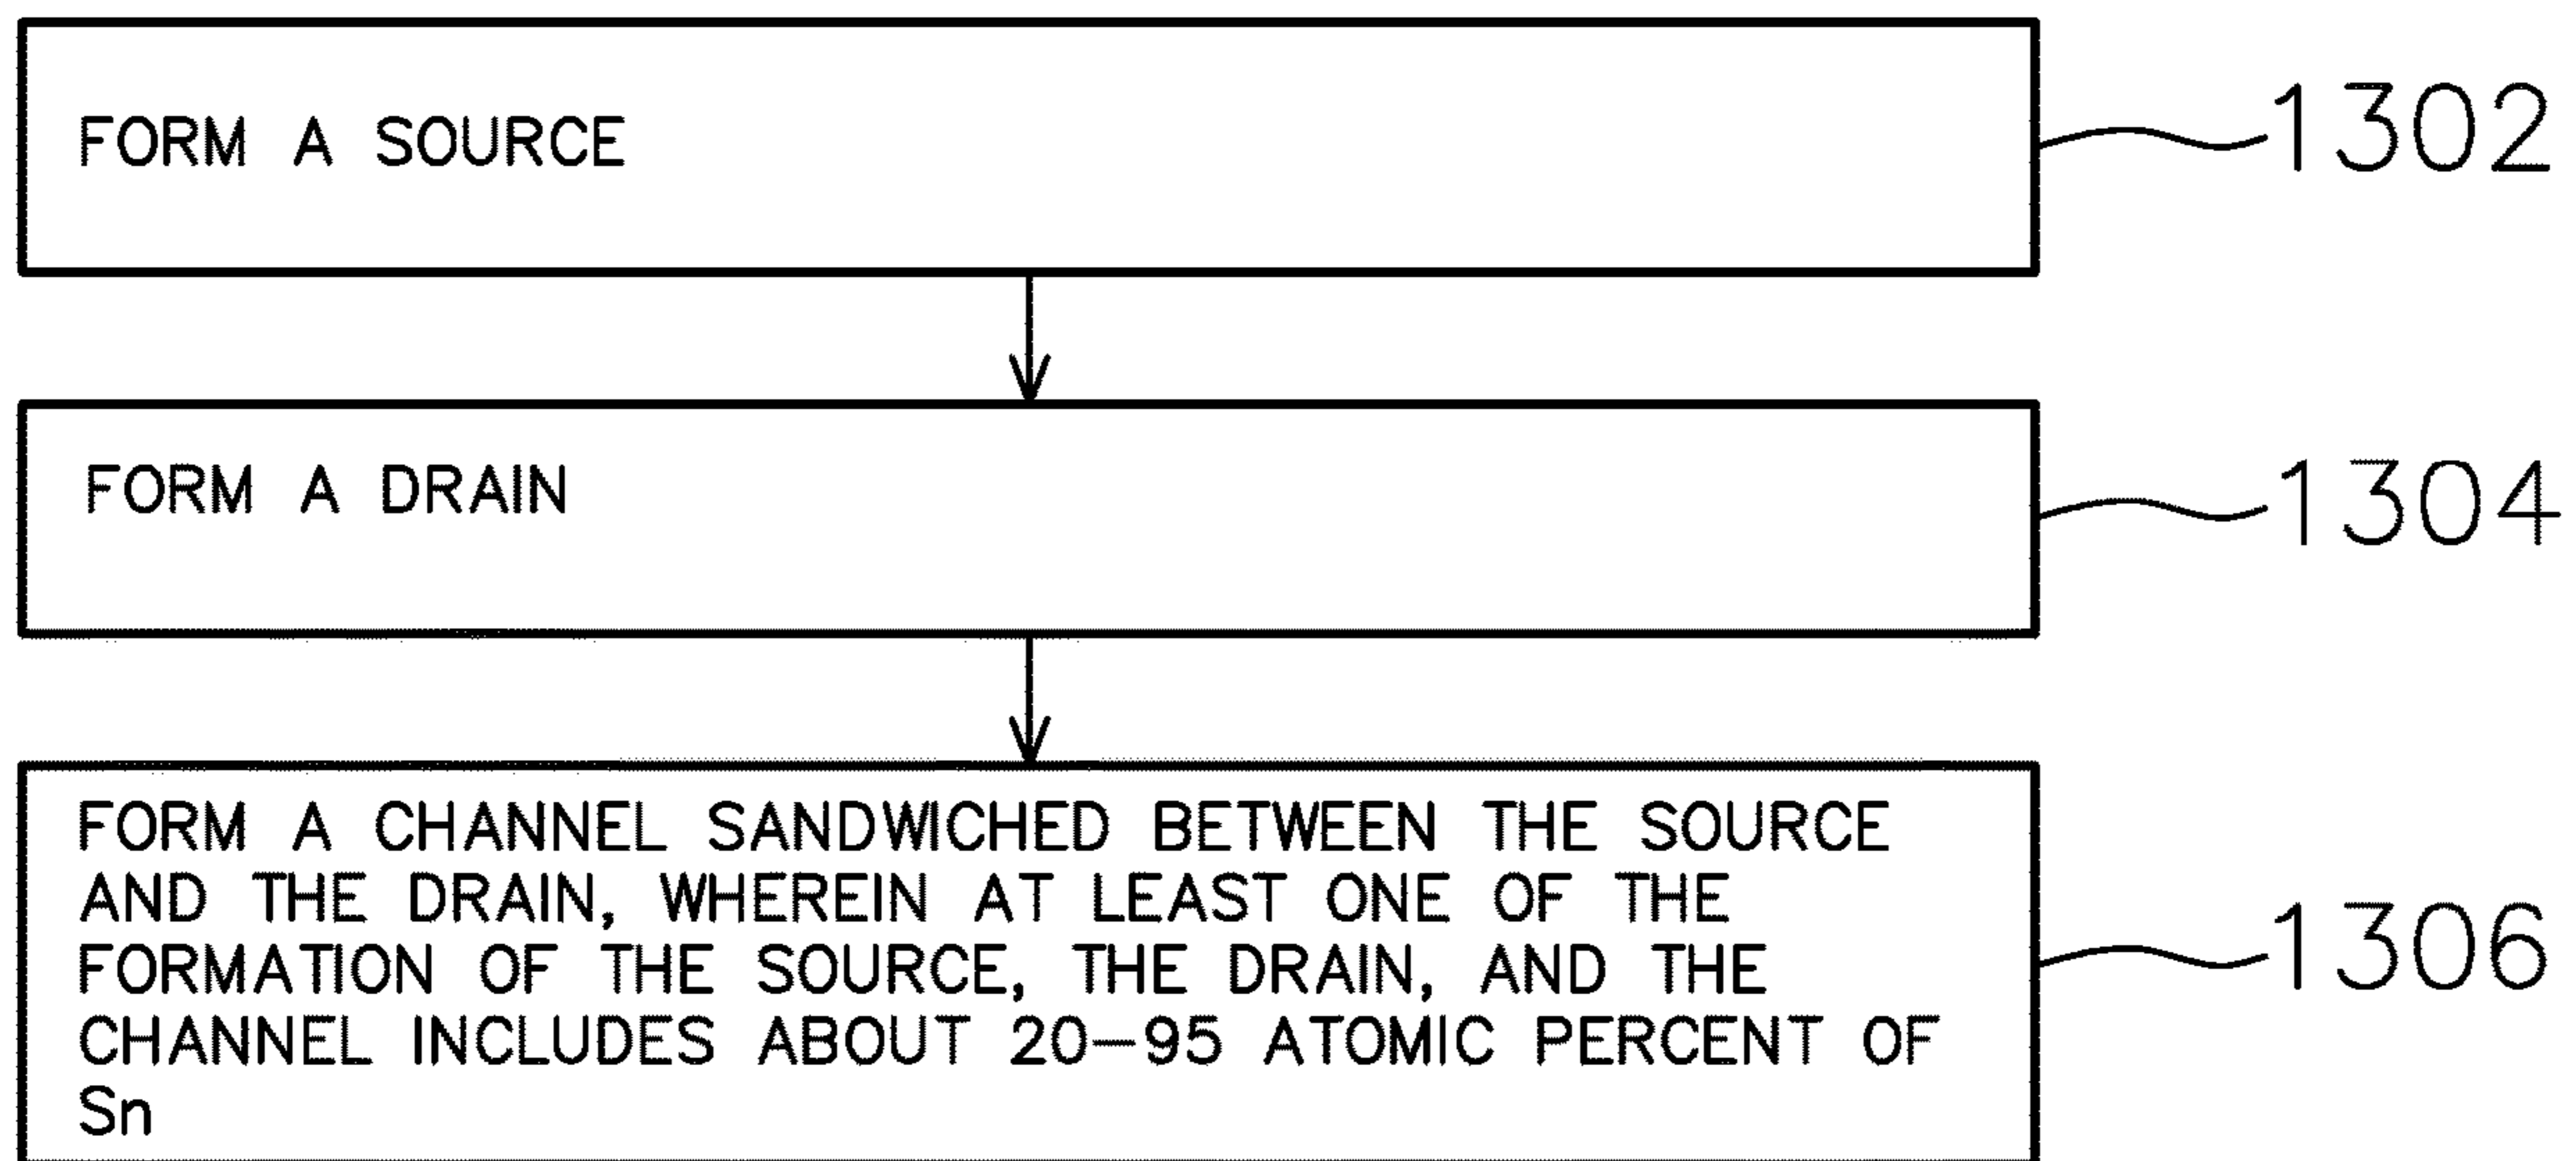 FORM A SOURCE
1302
FORM A DRAIN
1304
FORM A CHANNEL SANDWICHED BETWEEN THE SOURCE
AND THE DRAIN, WHEREIN AT LEAST ONE OF THE
FORMATION OF THE SOURCE, THE DRAIN, AND THE
CHANNEL INCLUDES ABOUT 20-95 ATOMIC PERCENT OF
Sn
1306